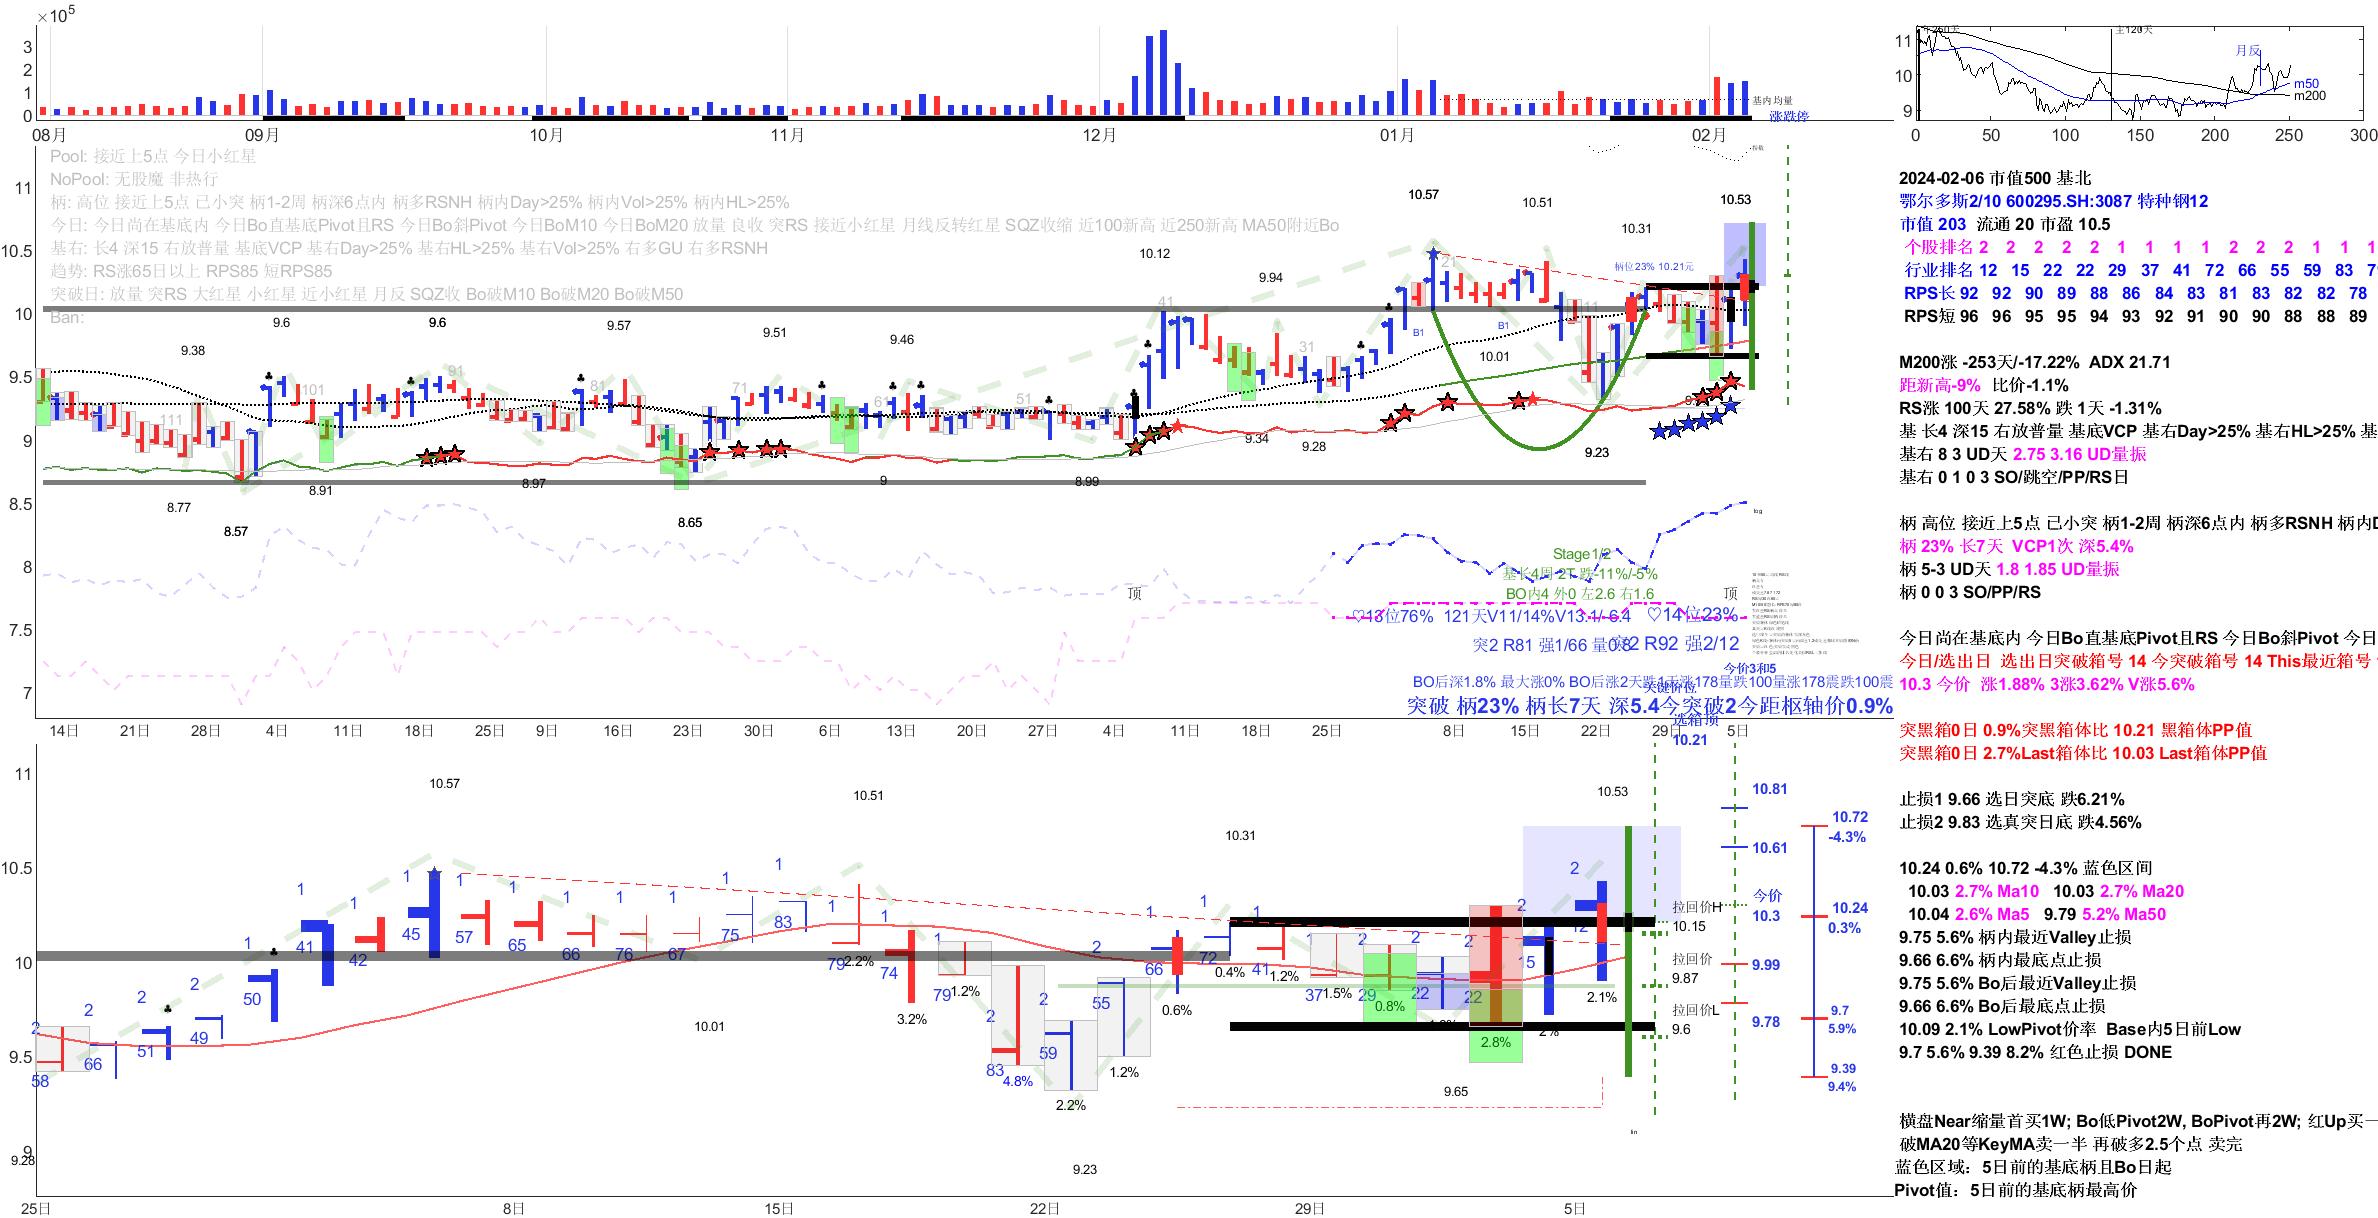 ×10⁵
3
2
1
0
基内均量
涨跌停
08月 09月 10月 11月 12月 01月 02月
Pool: 接近上5点 今日小红星
NoPool: 无股魔 非热行
柄: 高位 接近上5点 己小突 柄1-2周 柄深6点内 柄多RSNH 柄内Day>25% 柄内Vol>25% 柄内HL>25%
今日: 今日尚在基底内 今日Bo直基底Pivot且RS 今日Bo斜Pivot 今日BoM10 今日BoM20 放量 良收 突RS 接近小红星 月线反转红星 SQZ收缩 近100新高 近250新高 MA50附近Bo
基右: 长4 深15 右放普量 基底VCP 基右Day>25% 基右HL>25% 基右Vol>25% 右多GU 右多RSNH
趋势: RS涨65日以上 RPS85 短RPS85
突破日: 放量 突RS 大红星 小红星 近小红星 月反 SQZ收 Bo破M10 Bo破M20 Bo破M50
Ban:
11
10.5
10
9.5
9
8.5
8
7.5
7
10.57 10.51 10.53
10.31
10.12
9.94
柄位23% 10.21元
9.6 9.6 9.57 9.51 9.46
9.38
41 21 11 31
B1 B1
10.01
111 101 91 81 71 61 51
9.34 9.28 9.23
8.77 8.57 8.91 8.97 8.65 9 8.99
log
Stage1/2
基长4周 2T 跌-11%/-5%
BO内4 外0 左2.6 右1.6
顶 顶
♡13位76% 121天V11/14%V13.1/-6.4 ♡14位23%
突2 R81 强1/66 量0.8
突2 R92 强2/12
今价3和5
BO后深1.8% 最大涨0% BO后涨2天跌1天涨178量跌100量涨178震跌100震
关键价位
突破 柄23% 柄长7天 深5.4今突破2今距枢轴价0.9%
选箱顶
10.21
14日 21日 28日 4日 11日 18日 25日 9日 16日 23日 30日 6日 13日 20日 27日 4日 11日 18日 25日 8日 15日 22日 29日 5日
11
10.5
10
9.5
9
9.28
10.57 10.51 10.31 10.53
10.01 9.65 9.23
2 2 2 2 1 1 1 1 1 1 1 1 1 1 1 1 1 1 1 2 2 2 1 1 1 1 2 2 2 2 2
58 66 51 49 50 41 42 45 57 65 66 76 67 75 83 79 74 79 83 59 55 66 72 41 37 29 22 22 15 12
2.2% 3.2% 1.2% 4.8% 2.2% 1.2% 0.6% 0.4% 1.2% 1.5% 0.8% 2.8% 2% 2.1%
拉回价H
10.15
拉回价
9.87
拉回价L
9.6
10.81
10.61
今价
10.3
9.99
9.78
10.72
-4.3%
10.24
0.3%
9.7
5.9%
9.39
9.4%
lin
25日 8日 15日 22日 29日 5日
11
10
9
主120天
月反
m50
m200
0 50 100 150 200 250 300
2024-02-06 市值500 基北
鄂尔多斯2/10 600295.SH:3087 特种钢12
市值 203 流通 20 市盈 10.5
个股排名 2 2 2 2 1 1 1 1 2 2 2 1 1 1
行业排名 12 15 22 22 29 37 41 72 66 55 59 83 7
RPS长 92 92 90 89 88 86 84 83 81 83 82 82 78
RPS短 96 96 95 95 94 93 92 91 90 90 88 88 89
M200涨 -253天/-17.22% ADX 21.71
距新高-9% 比价-1.1%
RS涨 100天 27.58% 跌 1天 -1.31%
基 长4 深15 右放普量 基底VCP 基右Day>25% 基右HL>25% 基
基右 8 3 UD天 2.75 3.16 UD量振
基右 0 1 0 3 SO/跳空/PP/RS日
柄 高位 接近上5点 己小突 柄1-2周 柄深6点内 柄多RSNH 柄内D
柄 23% 长7天 VCP1次 深5.4%
柄 5-3 UD天 1.8 1.85 UD量振
柄 0 0 3 SO/PP/RS
今日尚在基底内 今日Bo直基底Pivot且RS 今日Bo斜Pivot 今日
今日/选出日 选出日突破箱号 14 今突破箱号 14 This最近箱号
10.3 今价 涨1.88% 3涨3.62% V涨5.6%
突黑箱0日 0.9%突黑箱体比 10.21 黑箱体PP值
突黑箱0日 2.7%Last箱体比 10.03 Last箱体PP值
止损1 9.66 选日突底 跌6.21%
止损2 9.83 选真突日底 跌4.56%
10.24 0.6% 10.72 -4.3% 蓝色区间
10.03 2.7% Ma10 10.03 2.7% Ma20
10.04 2.6% Ma5 9.79 5.2% Ma50
9.75 5.6% 柄内最近Valley止损
9.66 6.6% 柄内最底点止损
9.75 5.6% Bo后最近Valley止损
9.66 6.6% Bo后最底点止损
10.09 2.1% LowPivot价率 Base内5日前Low
9.7 5.6% 9.39 8.2% 红色止损 DONE
横盘Near缩量首买1W; Bo低Pivot2W, BoPivot再2W; 红Up买一
破MA20等KeyMA卖一半 再破多2.5个点 卖完
蓝色区域：5日前的基底柄且Bo日起
Pivot值：5日前的基底柄最高价